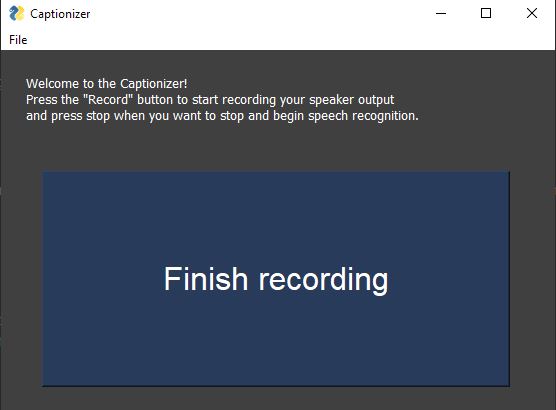 Captionizer
File
Welcome to the Captionizer!
Press the "Record" button to start recording your speaker output
and press stop when you want to stop and begin speech recognition.
Finish recording